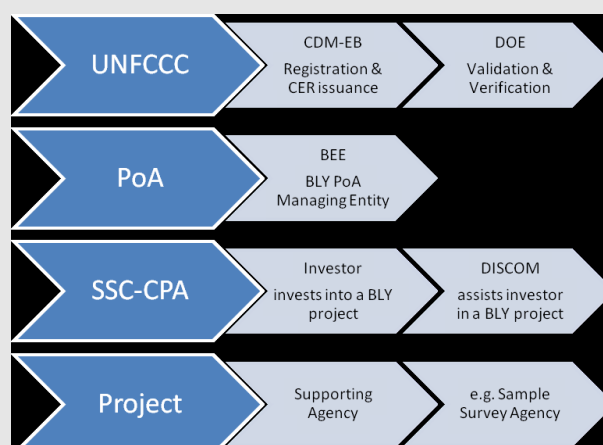 UNFCCC
CDM-EB
Registration &
CER issuance
DOE
Validation &
Verification
PoA
BEE
BLY PoA
Managing Entity
SSC-CPA
Investor
invests into a BLY
project
DISCOM
assists investor
in a BLY project
Project
Supporting
Agency
e.g. Sample
Survey Agency